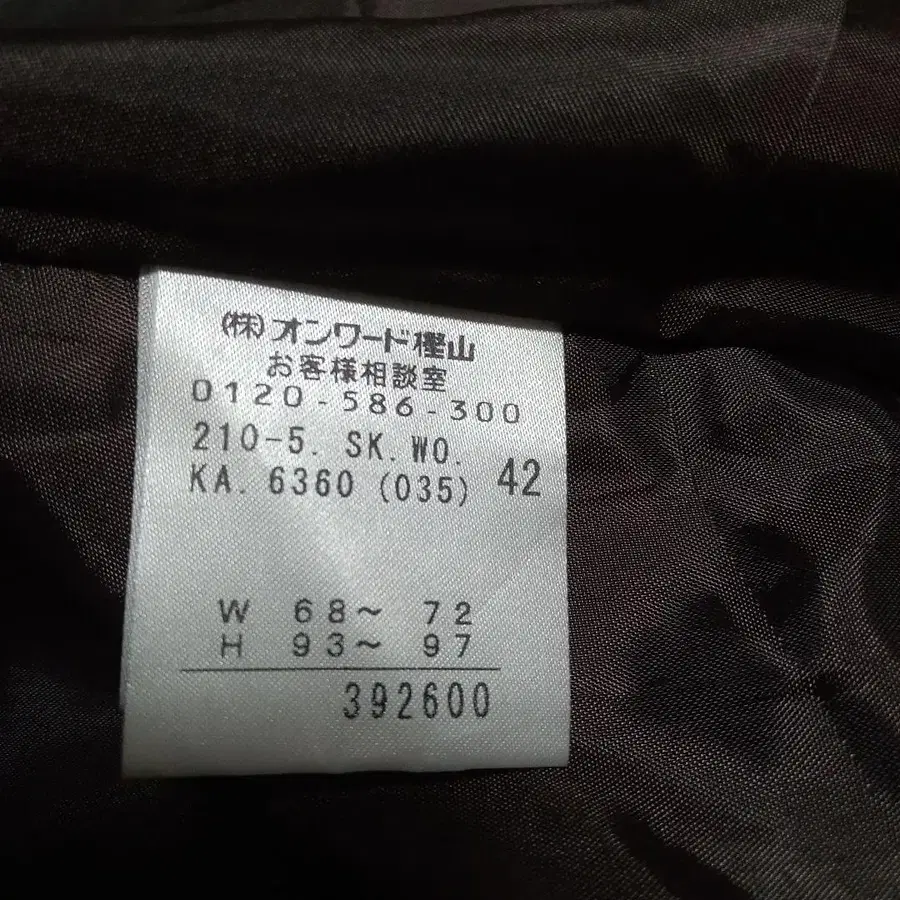 (株)オンワード樫山
お客様相談室
0120-586-300
210-5. SK. WO.
KA. 6360 (035) 42
W 68~ 72
H 93~ 97
392600